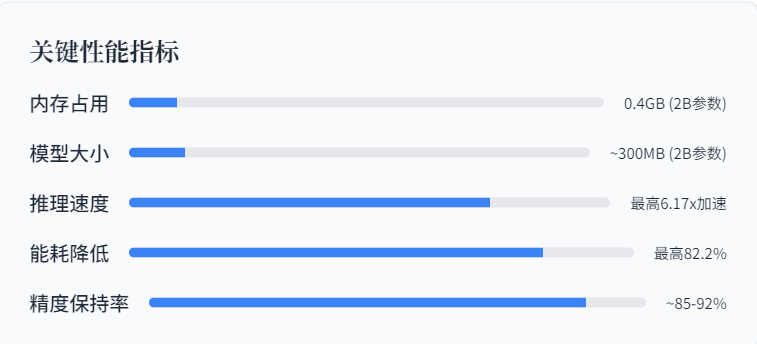 关键性能指标
内存占用 0.4GB (2B参数)
模型大小 ~300MB (2B参数)
推理速度 最高6.17x加速
能耗降低 最高82.2%
精度保持率 ~85-92%